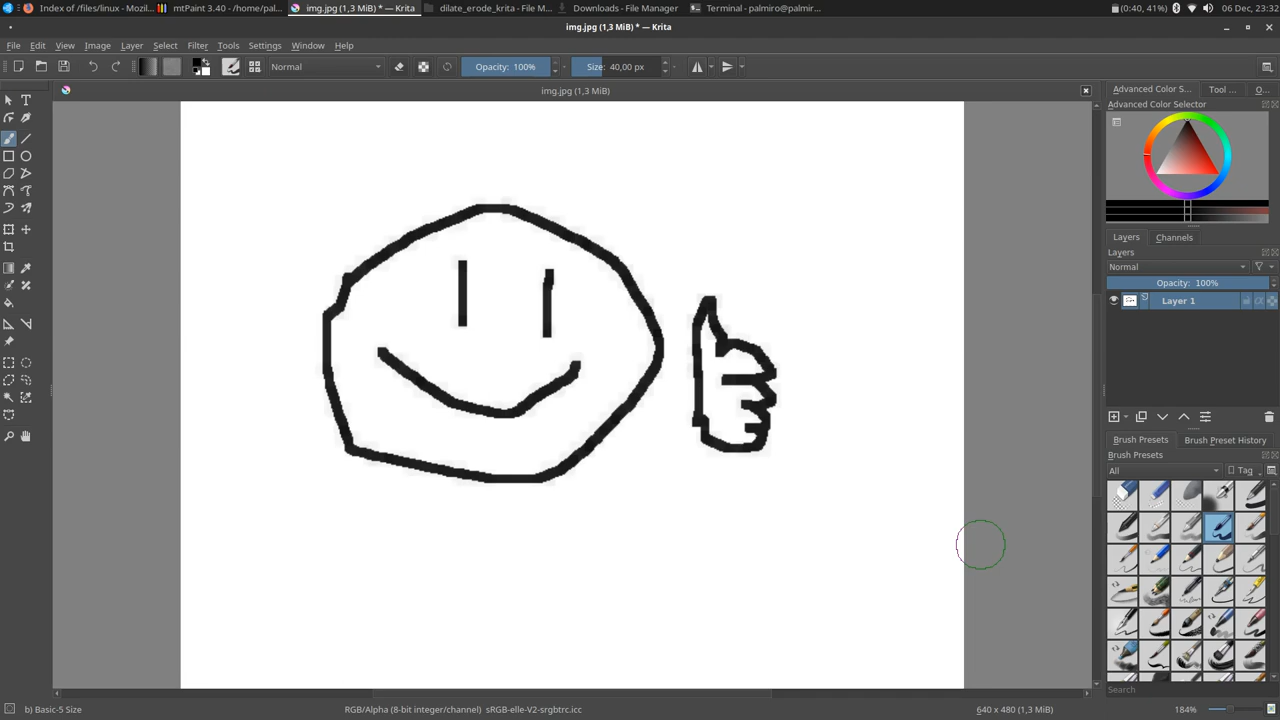 Index of /files/linux - Mozil...
mtPaint 3.40 - /home/pal...
img.jpg (1,3 MiB) * — Krita
dilate_erode_krita - File M...
Downloads - File Manager
Terminal - palmiro@palm...
(0:40, 41%)
06 Dec, 23:32
img.jpg (1,3 MiB) * — Krita
File Edit View Image Layer Select Filter Tools Settings Window Help
Normal
Opacity: 100%
Size: 40,00 px
img.jpg (1,3 MiB)
Advanced Color S... Tool ... O...
Advanced Color Selector
Layers Channels
Layers
Normal
Opacity: 100%
Layer 1
Brush Presets Brush Preset History
Brush Presets
All
Tag
Search
b) Basic-5 Size
RGB/Alpha (8-bit integer/channel) sRGB-elle-V2-srgbtrc.icc
640 x 480 (1,3 MiB)
184%